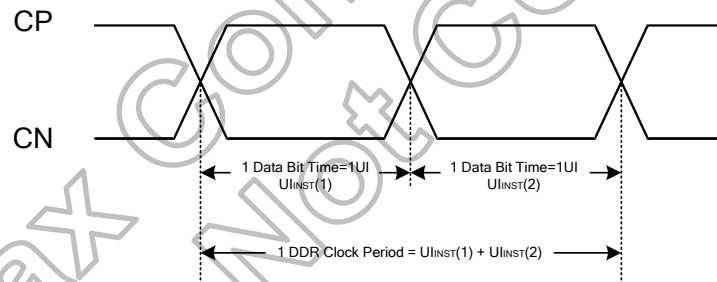 CP
CN
1 Data Bit Time=1UI
UIINST(1)
1 Data Bit Time=1UI
UIINST(2)
1 DDR Clock Period = UIINST(1) + UIINST(2)
Not